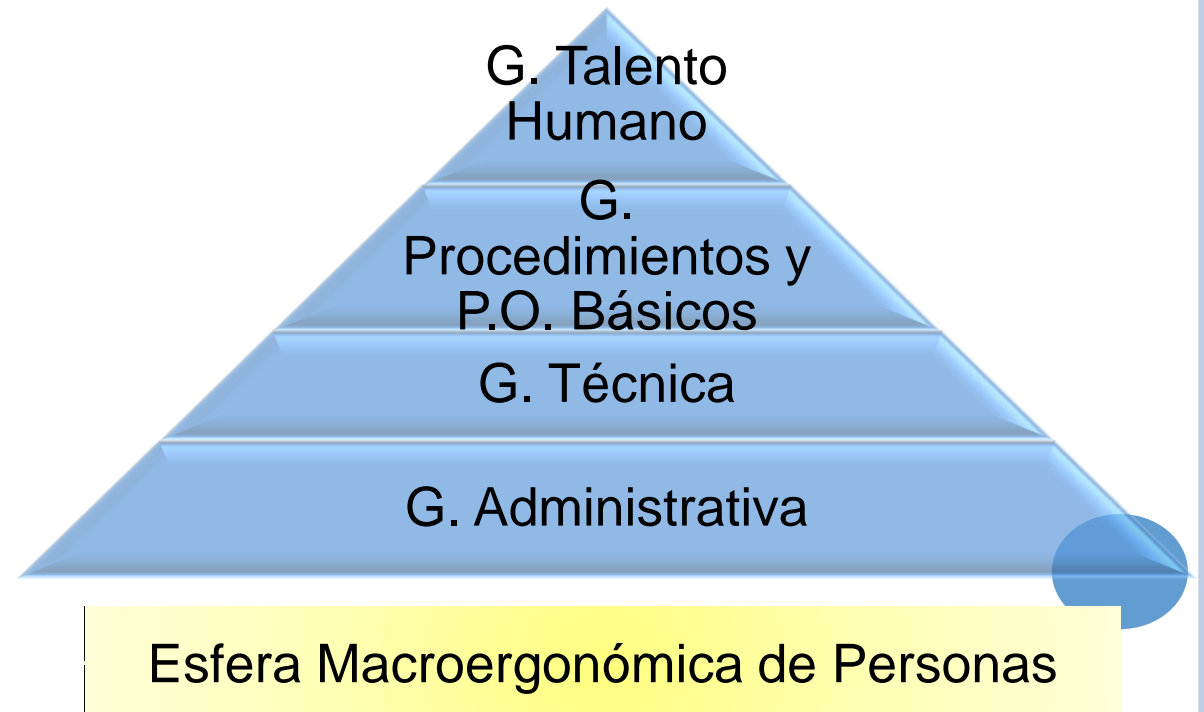 G. Talento
Humano
G.
Procedimientos y
P.O. Básicos
G. Técnica
G. Administrativa
Esfera Macroergonómica de Personas